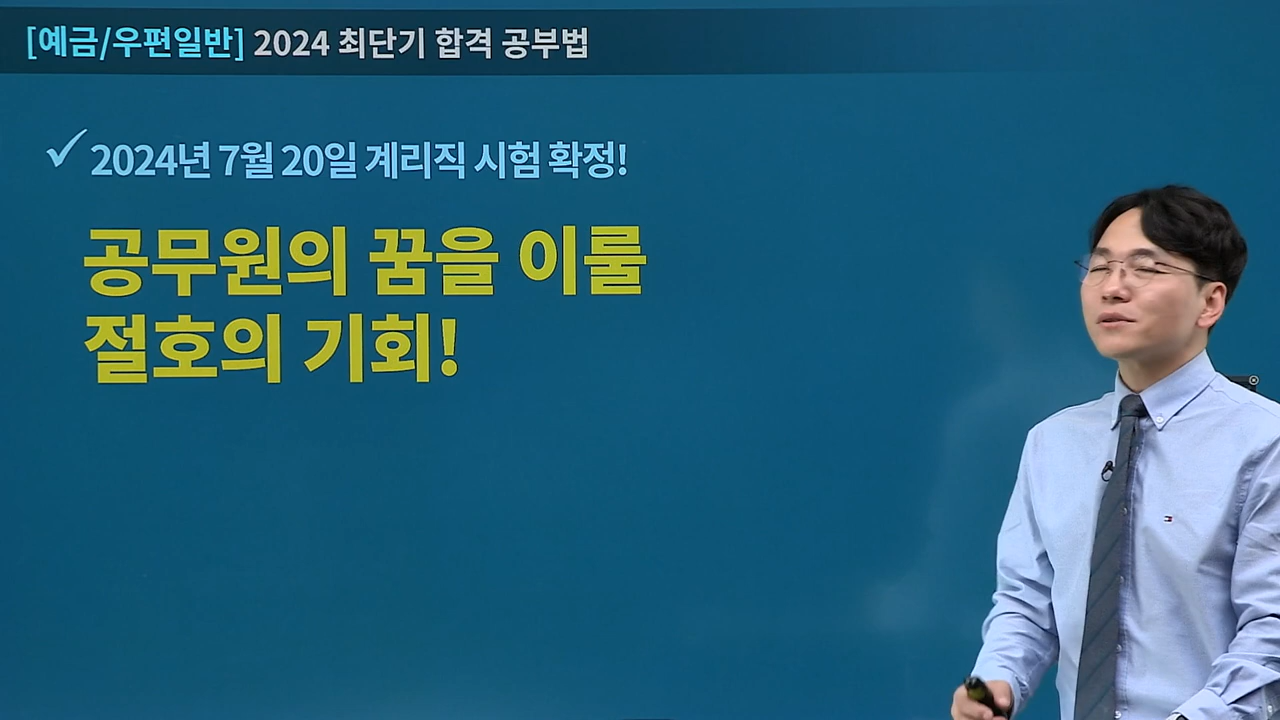 [예금/우편일반] 2024 최단기 합격 공부법
✓ 2024년 7월 20일 계리직 시험 확정!
공무원의 꿈을 이룰
절호의 기회!